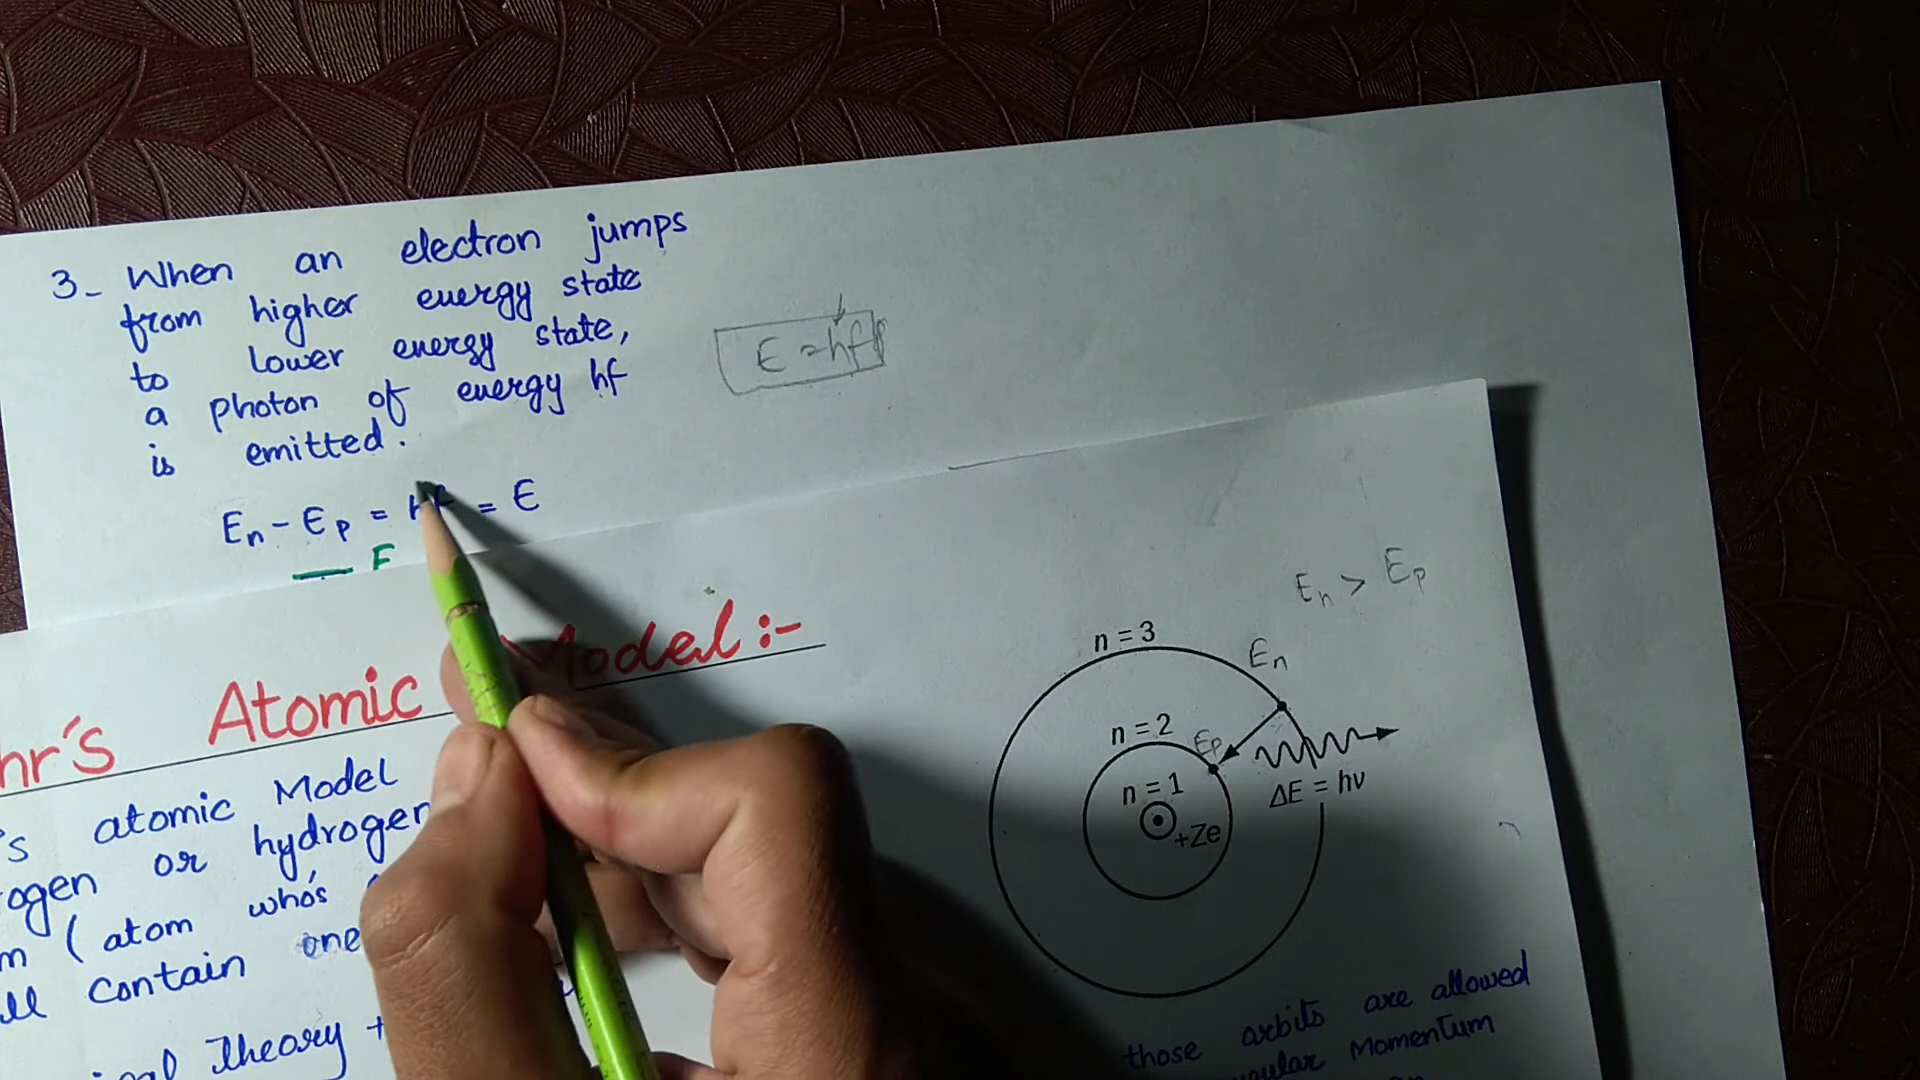 3- When an electron jumps
from higher energy state
to lower energy state,
a photon of energy hf
is emitted.
E = hf
En - Ep = hf = E
E
En > Ep
Atomic Model :-
n = 3
En
n = 2
Ep
n = 1
ΔE = hν
+Ze
atomic Model
or hydrogen
(atom who's
contain one
Theory +
those orbits are allowed
Momentum